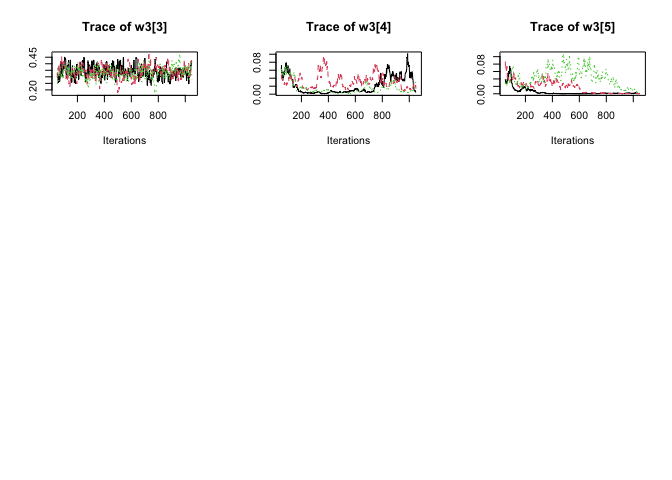 Trace of w3[3]
0.20 0.45
200 400 600 800
Iterations
Trace of w3[4]
0.00 0.08
200 400 600 800
Iterations
Trace of w3[5]
0.00 0.08
200 400 600 800
Iterations